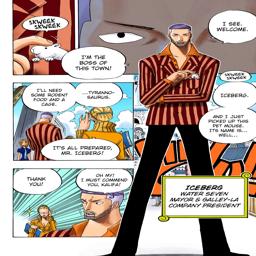 SKWEEK
SKWEEK
I'M THE
BOSS OF
THIS TOWN!
I SEE.
WELCOME.
SKWEEK
SKWEEK
ICEBERG.
AND I JUST
PICKED UP THIS
PET MOUSE.
ITS NAME IS...
WELL...
I'LL NEED
SOME RODENT
FOOD AND A
CAGE.
...TYRANNO-
SAURUS.
IT'S ALL PREPARED,
MR. ICEBERG!
THANK
YOU!
OH MY!
I MUST COMMEND
YOU, KALIFA!
ICEBERG
WATER SEVEN
MAYOR & GALLEY-LA
COMPANY PRESIDENT